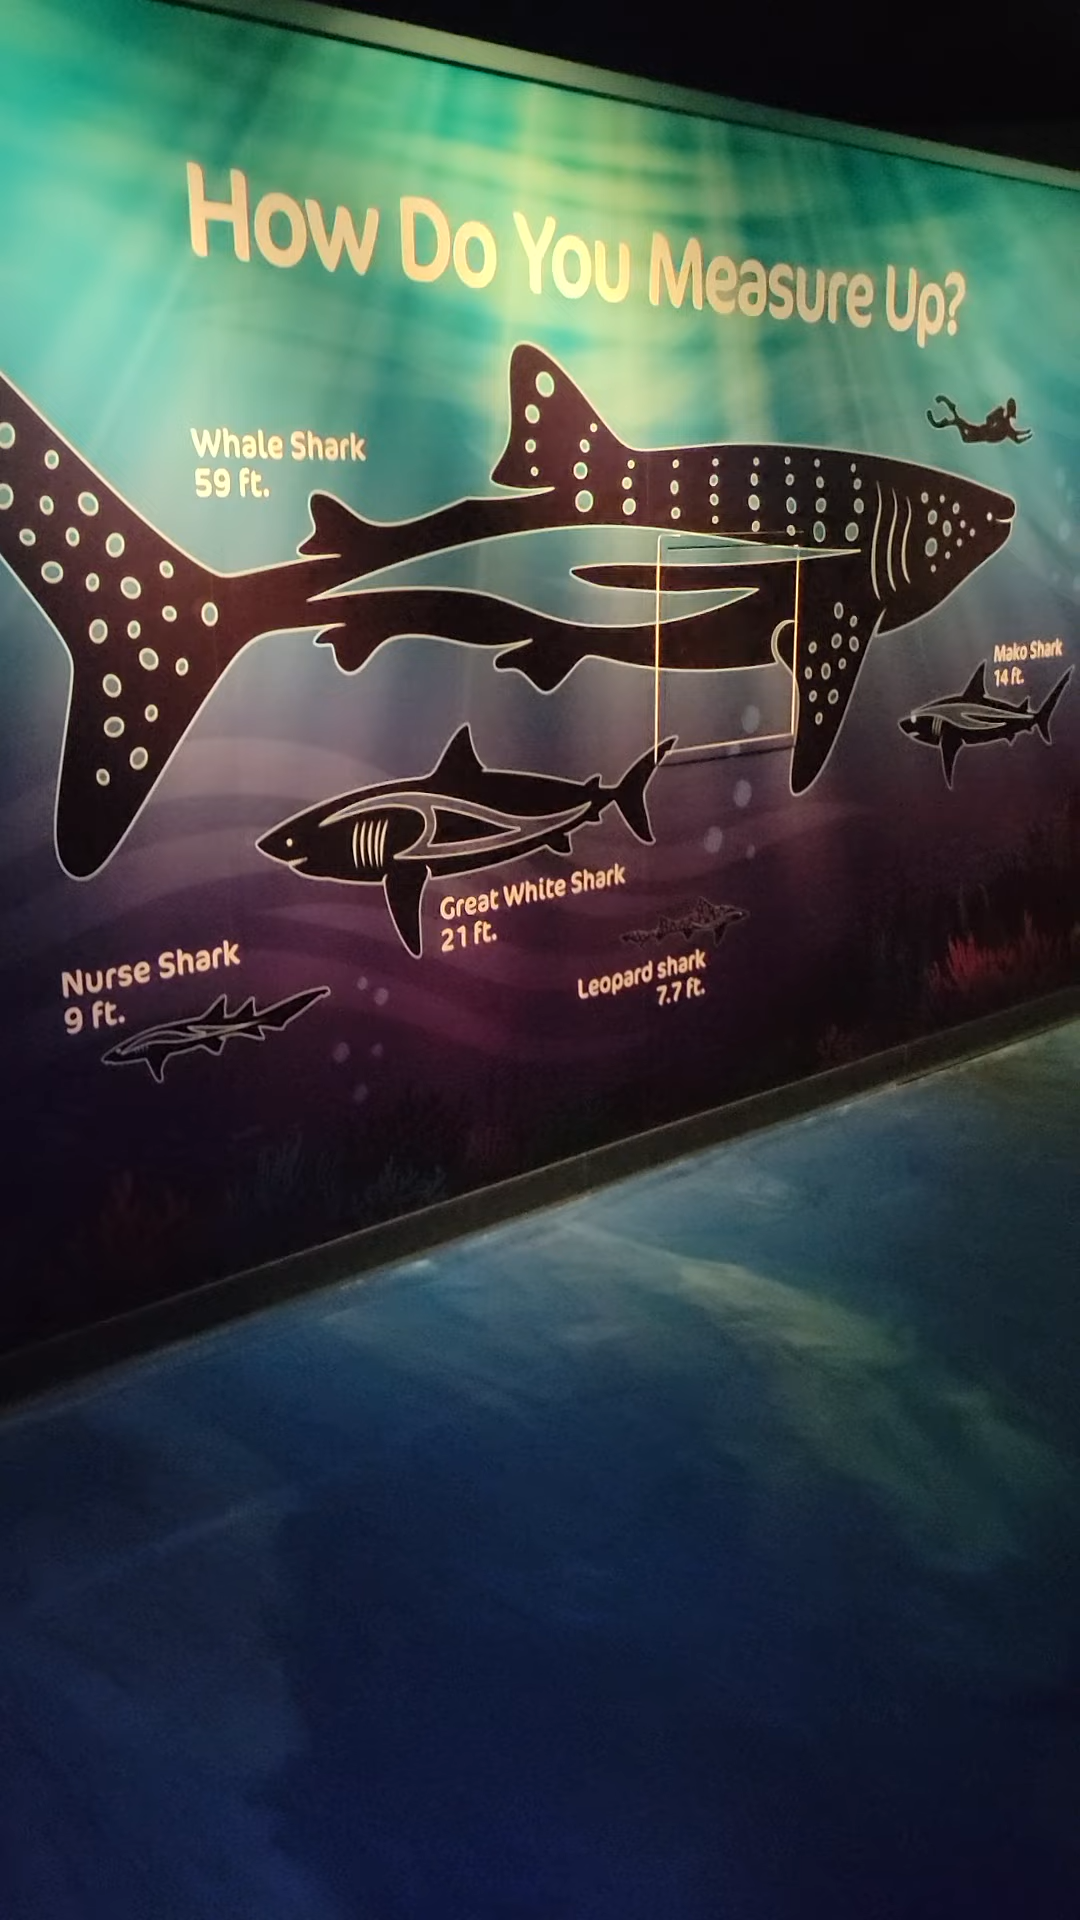 How Do You Measure Up?
Whale Shark
59 ft.
Mako Shark
14 ft.
Great White Shark
21 ft.
Nurse Shark
9 ft.
Leopard shark
7.7 ft.